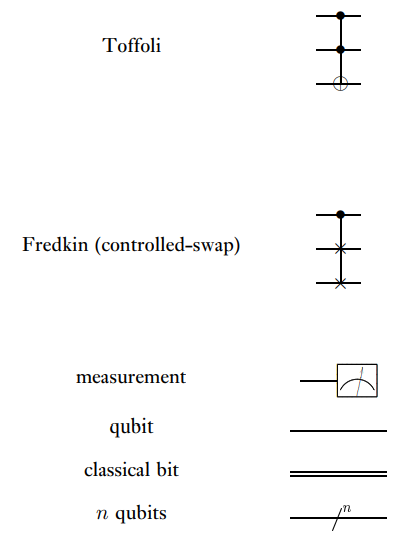 Toffoli
Fredkin (controlled-swap)
measurement
qubit
classical bit
n qubits
n